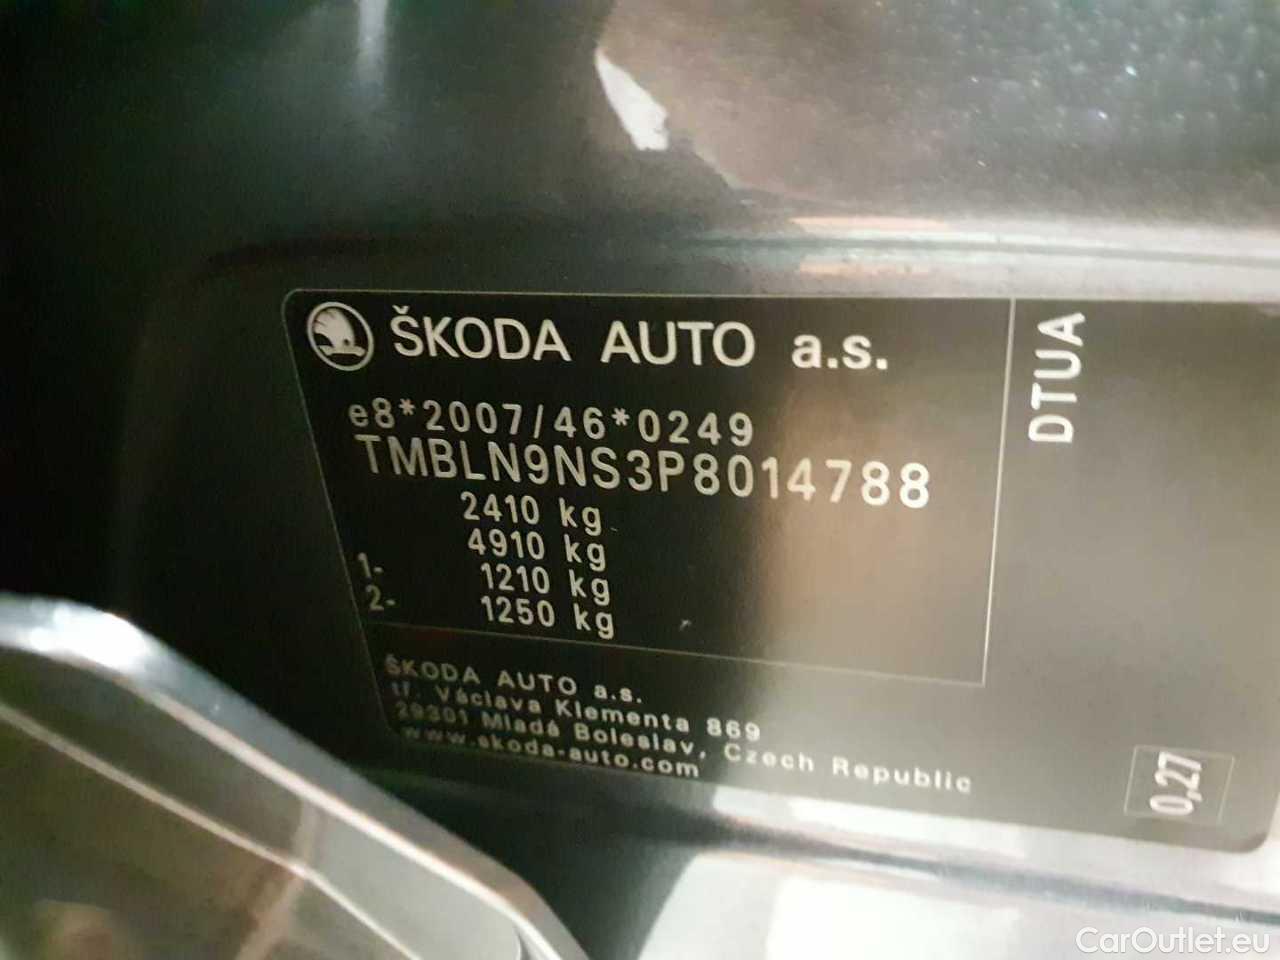 ŠKODA AUTO a.s.
e8*2007/46*0249
TMBLN9NS3P8014788
2410 kg
4910 kg
1- 1210 kg
2- 1250 kg
ŠKODA AUTO a.s.
tř. Václava Klementa 869
29301 Mladá Boleslav, Czech Republic
www.skoda-auto.com
DTUA
0,27
CarOutlet.eu